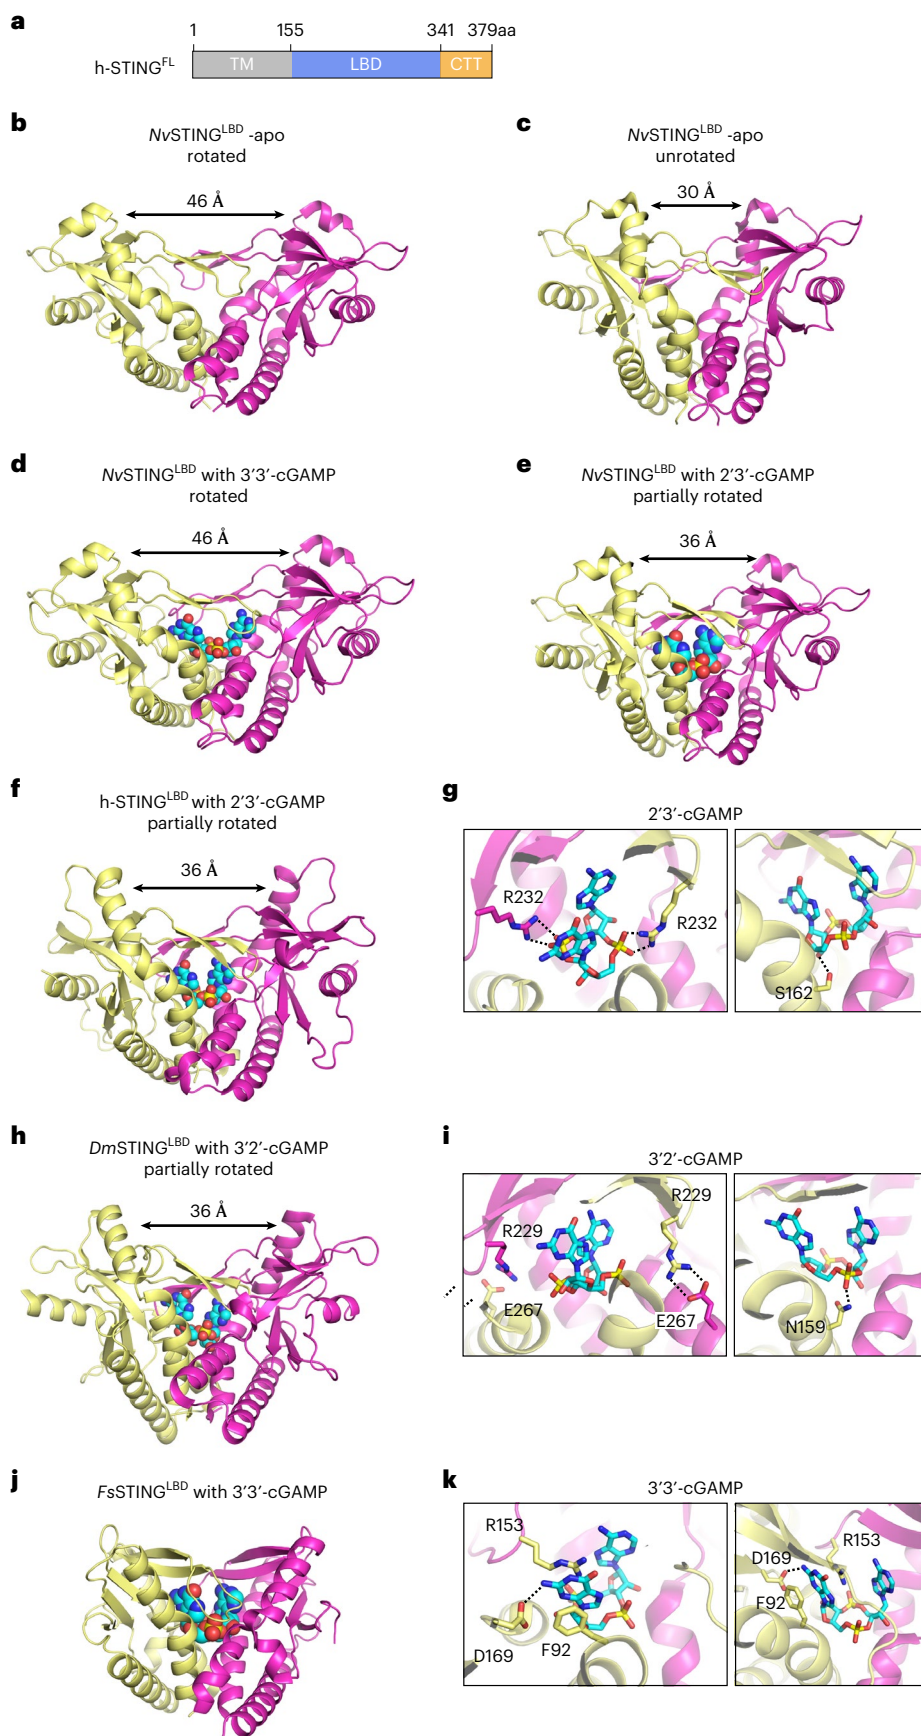 a
1 155 341 379aa
h-STING^FL TM LBD CTT
b
NvSTING^LBD -apo
rotated
46 Å
c
NvSTING^LBD -apo
unrotated
30 Å
d
NvSTING^LBD with 3′3′-cGAMP
rotated
46 Å
e
NvSTING^LBD with 2′3′-cGAMP
partially rotated
36 Å
f
h-STING^LBD with 2′3′-cGAMP
partially rotated
36 Å
g
2′3′-cGAMP
R232
R232
S162
h
DmSTING^LBD with 3′2′-cGAMP
partially rotated
36 Å
i
3′2′-cGAMP
R229
R229
E267
E267
N159
j
FsSTING^LBD with 3′3′-cGAMP
k
3′3′-cGAMP
R153
D169
F92
R153
D169
F92